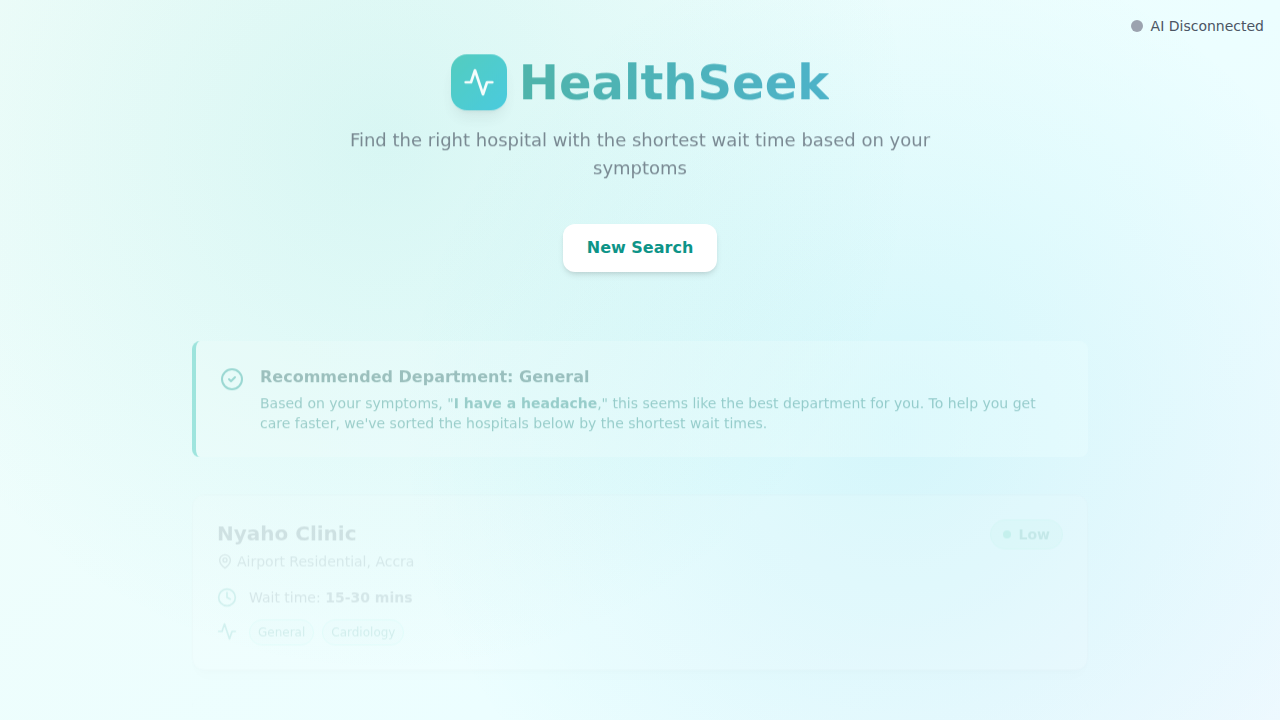 AI Disconnected
HealthSeek
Find the right hospital with the shortest wait time based on your
symptoms
New Search
Recommended Department: General
Based on your symptoms, "I have a headache," this seems like the best department for you. To help you get
care faster, we've sorted the hospitals below by the shortest wait times.
Nyaho Clinic
Low
Airport Residential, Accra
Wait time: 15-30 mins
General Cardiology